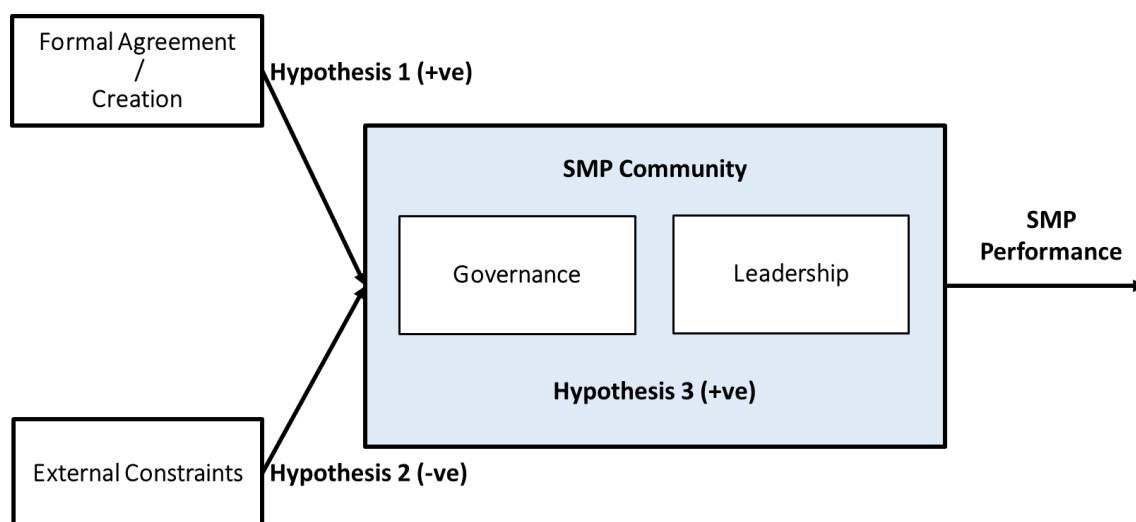 Formal Agreement
/
Creation
Hypothesis 1 (+ve)
SMP Community
Governance
Leadership
Hypothesis 3 (+ve)
SMP
Performance
External Constraints
Hypothesis 2 (-ve)